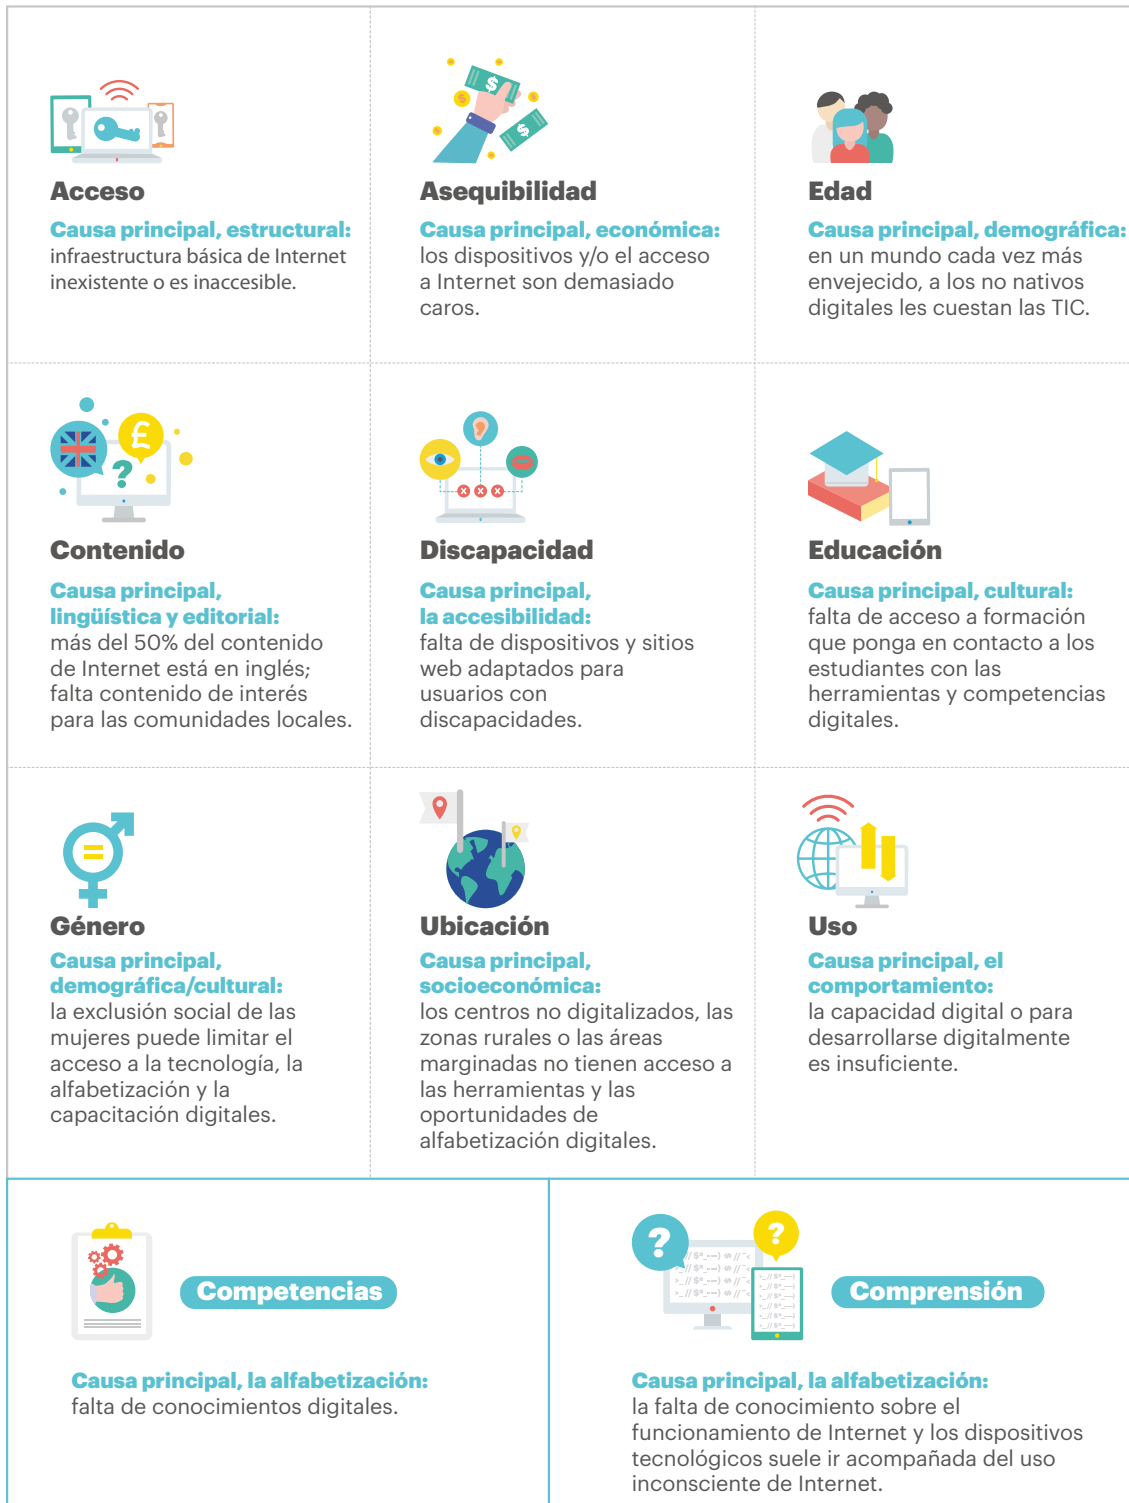 Acceso
Causa principal, estructural:
infraestructura básica de Internet
inexistente o es inaccesible.
$
$
Asequibilidad
Causa principal, económica:
los dispositivos y/o el acceso
a Internet son demasiado
caros.
Edad
Causa principal, demográfica:
en un mundo cada vez más
envejecido, a los no nativos
digitales les cuestan las TIC.
£
?
Contenido
Causa principal,
lingüística y editorial:
más del 50% del contenido
de Internet está en inglés;
falta contenido de interés
para las comunidades locales.
x x x
Discapacidad
Causa principal,
la accesibilidad:
falta de dispositivos y sitios
web adaptados para
usuarios con
discapacidades.
Educación
Causa principal, cultural:
falta de acceso a formación
que ponga en contacto a los
estudiantes con las
herramientas y competencias
digitales.
=
Género
Causa principal,
demográfica/cultural:
la exclusión social de las
mujeres puede limitar el
acceso a la tecnología, la
alfabetización y la
capacitación digitales.
Ubicación
Causa principal,
socioeconómica:
los centros no digitalizados, las
zonas rurales o las áreas
marginadas no tienen acceso a
las herramientas y las
oportunidades de
alfabetización digitales.
Uso
Causa principal, el
comportamiento:
la capacidad digital o para
desarrollarse digitalmente
es insuficiente.
Competencias
Causa principal, la alfabetización:
falta de conocimientos digitales.
?
?
Comprensión
Causa principal, la alfabetización:
la falta de conocimiento sobre el
funcionamiento de Internet y los dispositivos
tecnológicos suele ir acompañada del uso
inconsciente de Internet.